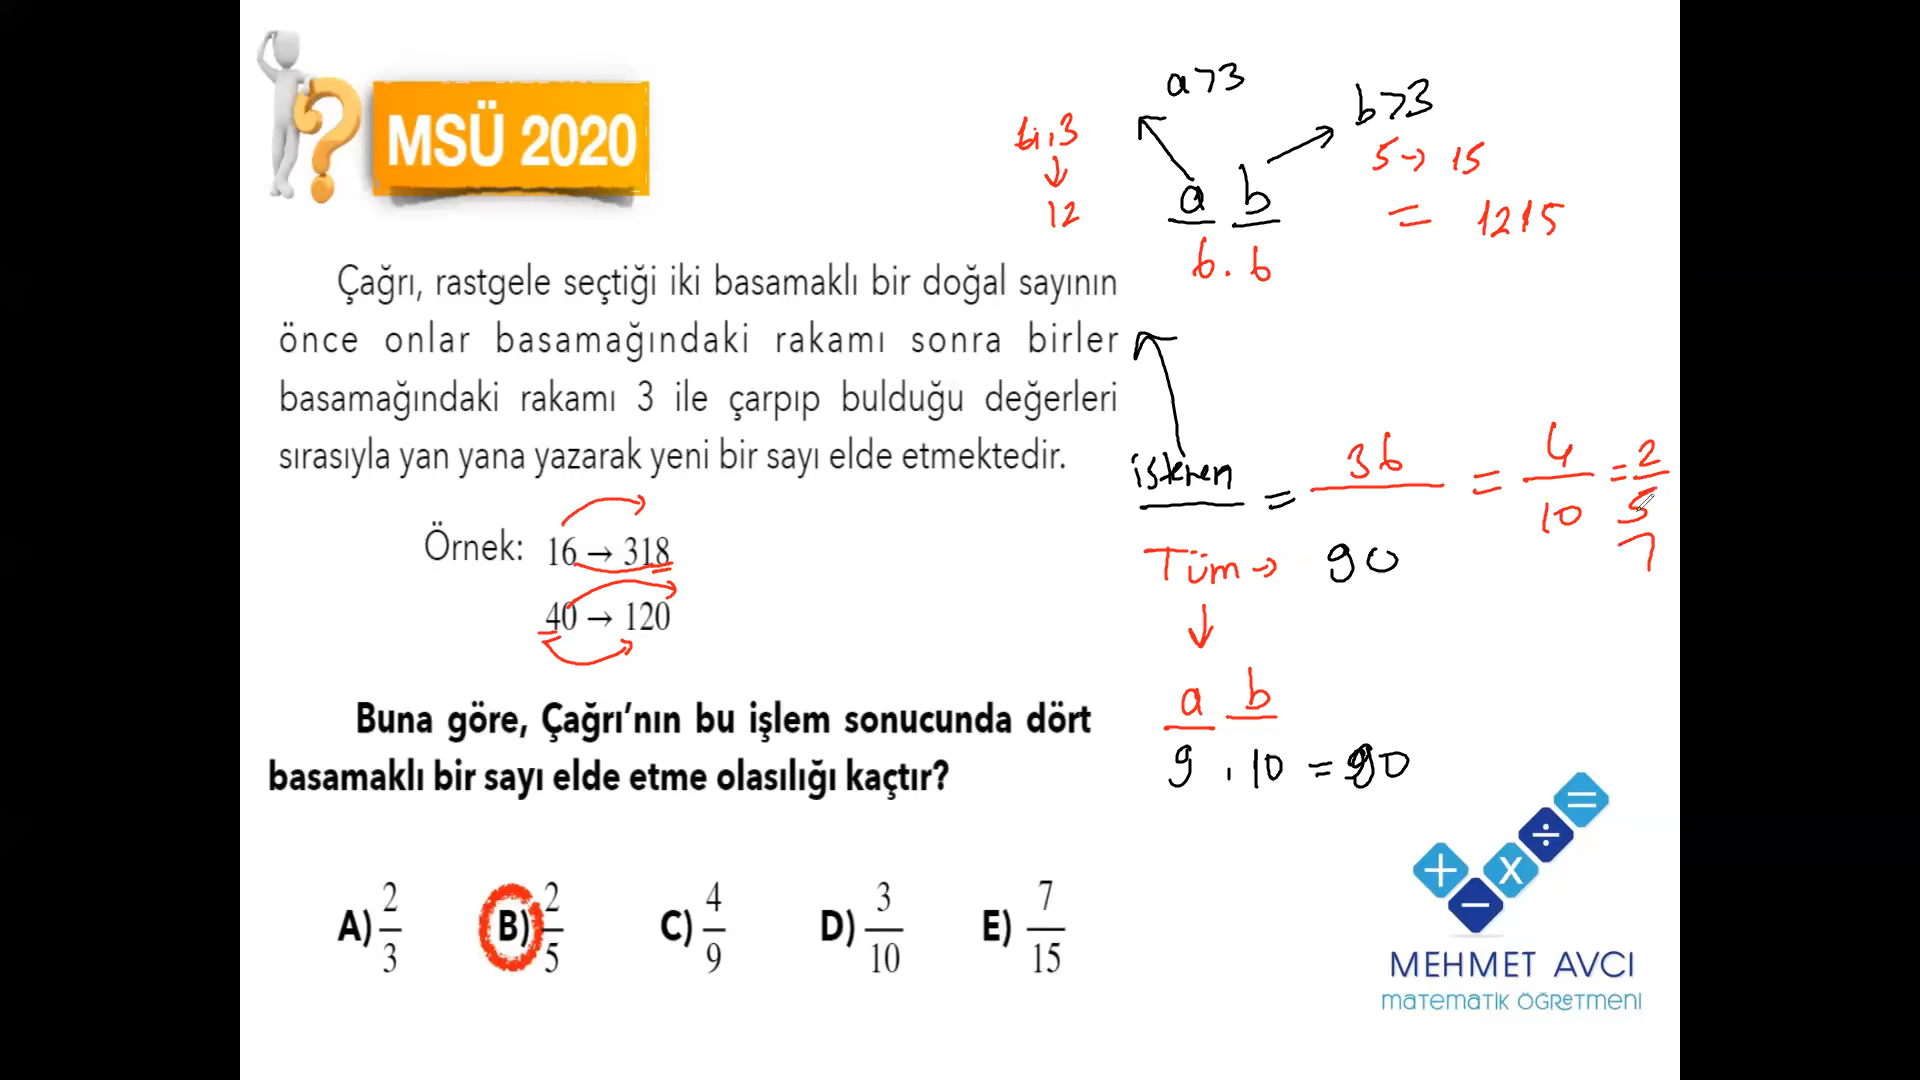 MSÜ 2020
Çağrı, rastgele seçtiği iki basamaklı bir doğal sayının
önce onlar basamağındaki rakamı sonra birler
basamağındaki rakamı 3 ile çarpıp bulduğu değerleri
sırasıyla yan yana yazarak yeni bir sayı elde etmektedir.
Örnek: 16 → 318
40 → 120
Buna göre, Çağrı'nın bu işlem sonucunda dört
basamaklı bir sayı elde etme olasılığı kaçtır?
A) 2/3 B) 2/5 C) 4/9 D) 3/10 E) 7/15
a>3
b>3
5→ 15
= 1215
↓
12
a b
6 . 6
istenen = 36 = 4/10 = 2/5
Tüm → 90
↓
a b
9 . 10 = 90
+ - x ÷ =
MEHMET AVCI
matematik öğretmeni